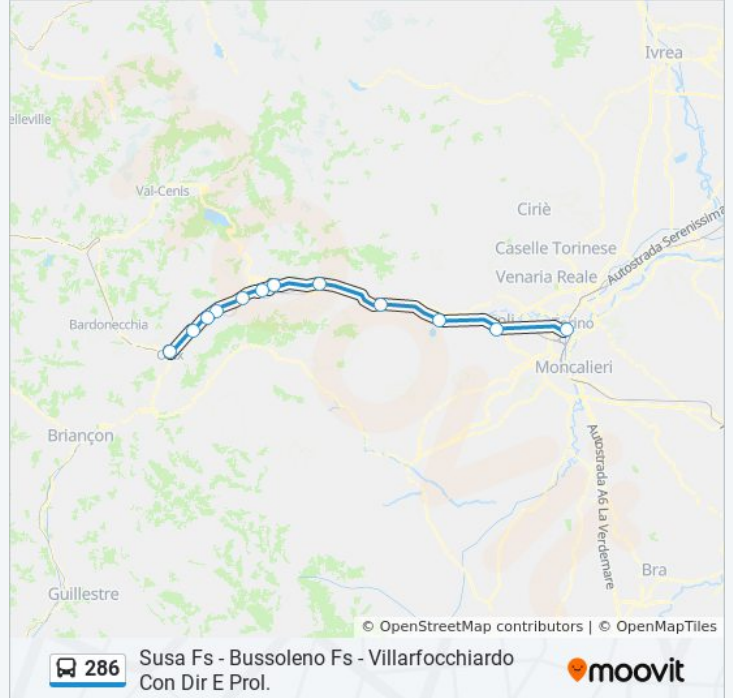 Ivrea
elleville
Val-Cenis
Ciriè
Caselle Torinese
Autostrada Serenissima
Venaria Reale
Bardonecchia
Moncalieri
Briançon
Autostrada A6 La Verdemare
Bra
Guillestre
© OpenStreetMap contributors | © OpenMapTiles
286
Susa Fs - Bussoleno Fs - Villarfocchiardo
Con Dir E Prol.
moovit